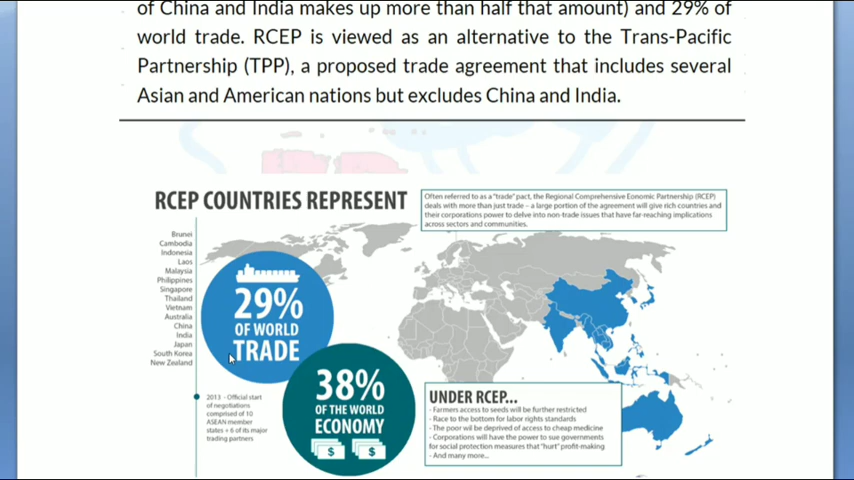 of China and India makes up more than half that amount) and 29% of
world trade. RCEP is viewed as an alternative to the Trans-Pacific
Partnership (TPP), a proposed trade agreement that includes several
Asian and American nations but excludes China and India.
RCEP COUNTRIES REPRESENT
Often referred to as a "trade" pact, the Regional Comprehensive Economic Partnership (RCEP)
deals with more than just trade – a large portion of the agreement will give rich countries and
their corporations power to delve into non-trade issues that have far-reaching implications
across sectors and communities.
Brunei
Cambodia
Indonesia
Laos
Malaysia
Philippines
Singapore
Thailand
Vietnam
Australia
China
India
Japan
South Korea
New Zealand
29%
OF WORLD
TRADE
38%
OF THE WORLD
ECONOMY
$ $
2013 - Official start
of negotiations
comprised of 10
ASEAN member
states + 6 of its major
trading partners
UNDER RCEP...
- Farmers access to seeds will be further restricted
- Race to the bottom for labor rights standards
- The poor wil be deprived of access to cheap medicine
- Corporations will have the power to sue governments
for social protection measures that "hurt" profit-making
- And many more...